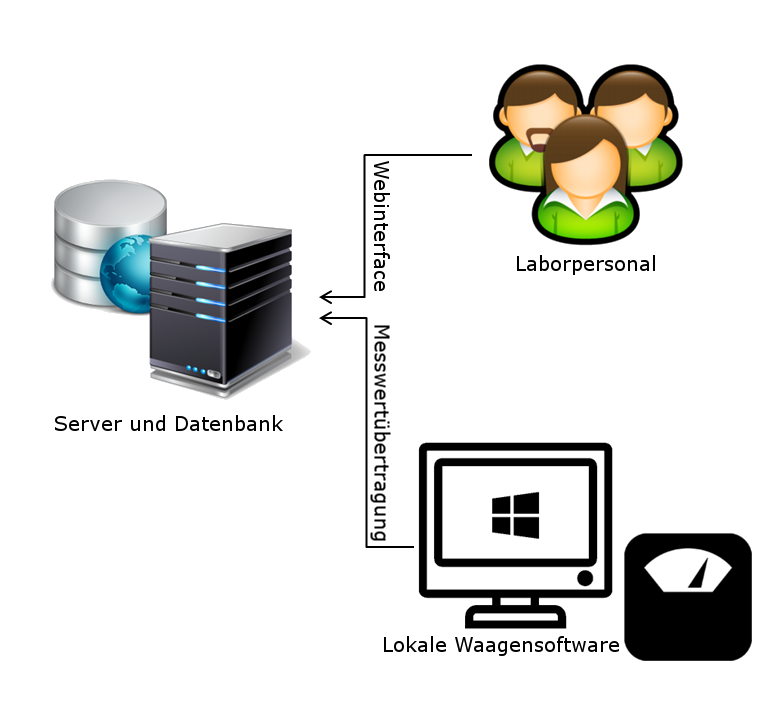 Laborpersonal
Webinterface
Messwertübertragung
Server und Datenbank
Lokale Waagensoftware